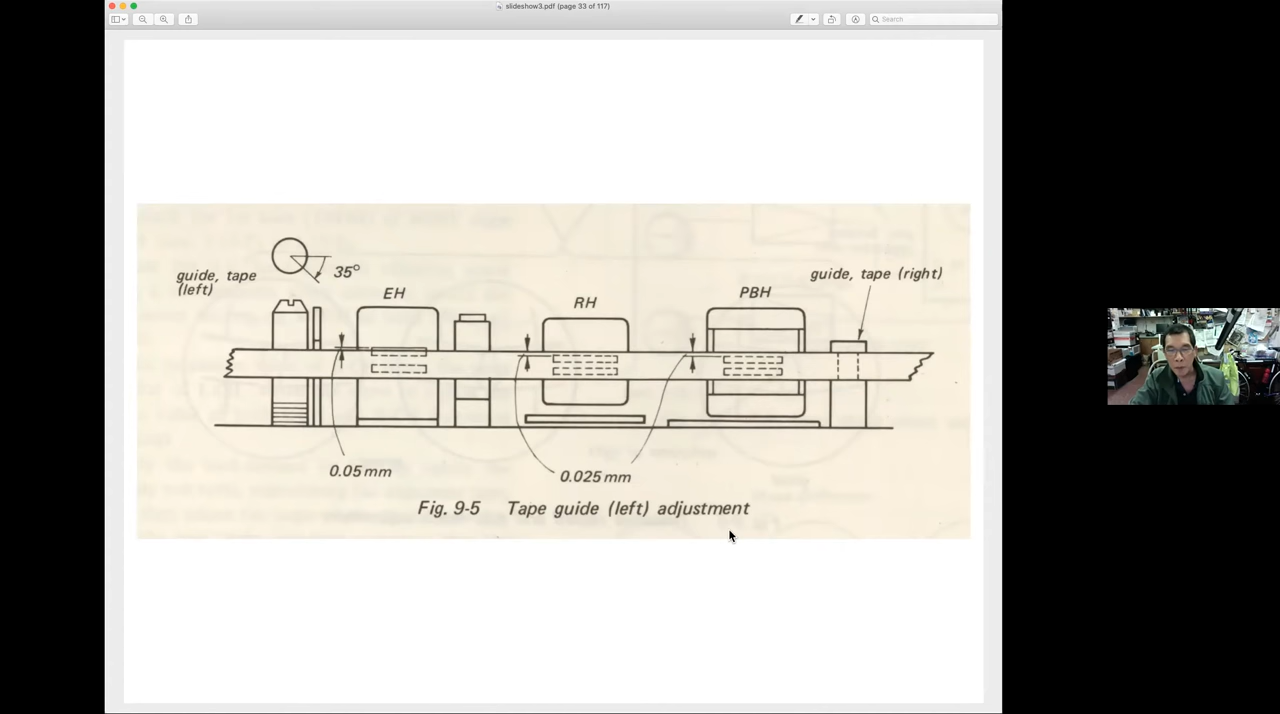 slideshow3.pdf (page 33 of 117)
Search
35°
guide, tape
(left)
EH
RH
PBH
guide, tape (right)
0.05 mm
0.025 mm
Fig. 9-5 Tape guide (left) adjustment